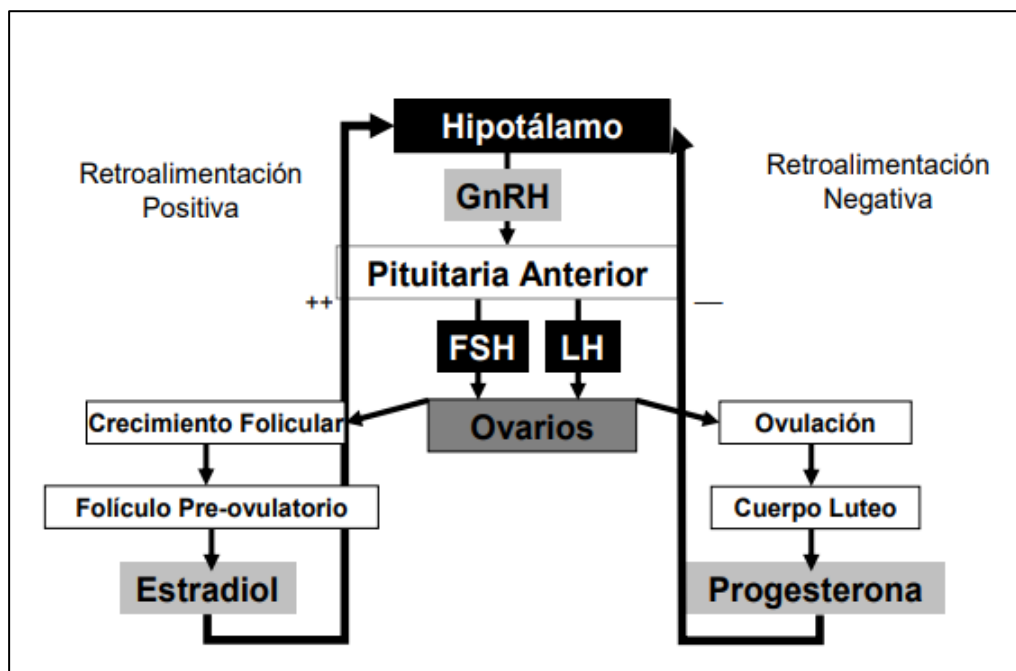 Hipotálamo
Retroalimentación
Positiva
Retroalimentación
Negativa
GnRH
Pituitaria Anterior
++
—
FSH
LH
Crecimiento Folicular
Ovarios
Ovulación
Folículo Pre-ovulatorio
Cuerpo Luteo
Estradiol
Progesterona